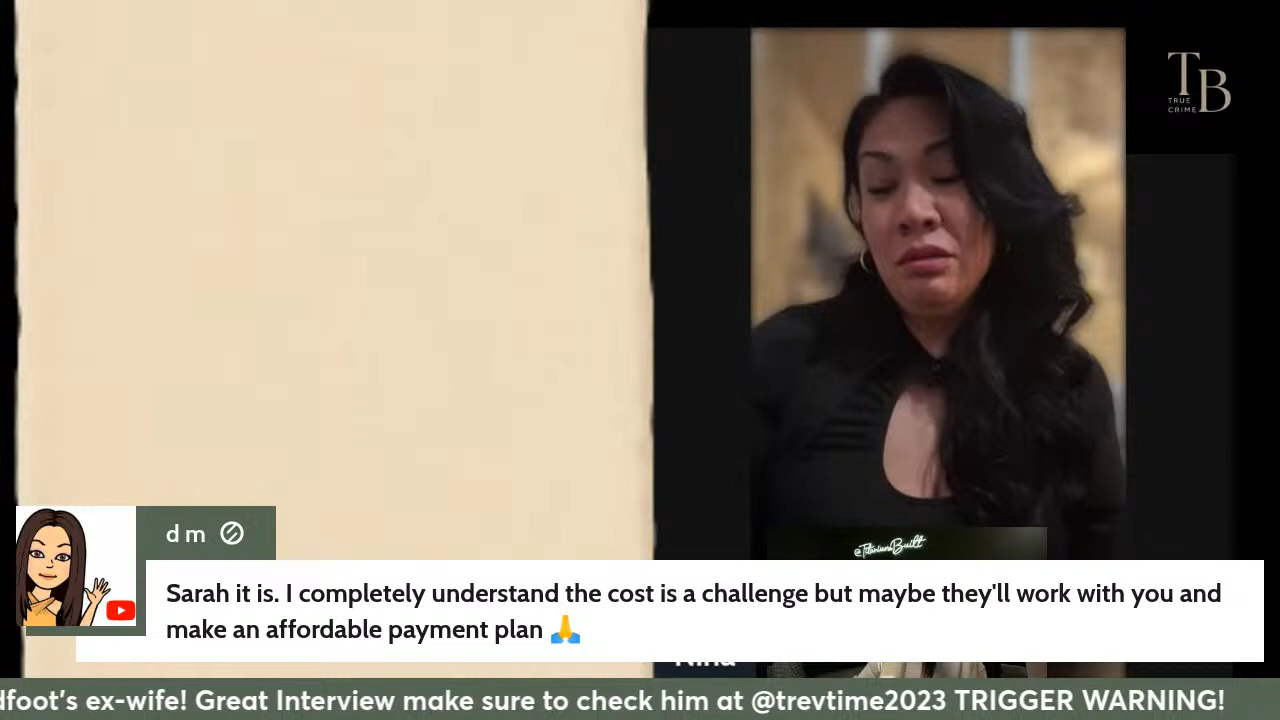 TB
TRUE
CRIME
@TitaniumBuilt
d m
Sarah it is. I completely understand the cost is a challenge but maybe they'll work with you and
make an affordable payment plan 🙏
Nina
dfoot's ex-wife! Great Interview make sure to check him at @trevtime2023 TRIGGER WARNING!